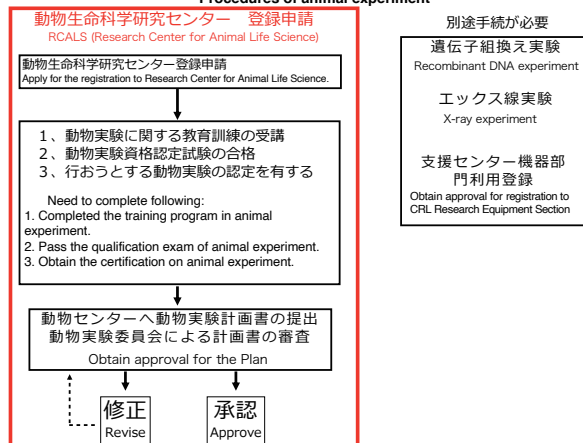 Procedures of animal experiment
動物生命科学研究センター　登録申請
RCALS (Research Center for Animal Life Science)
動物生命科学研究センター登録申請
Apply for the registration to Research Center for Animal Life Science.
１、動物実験に関する教育訓練の受講
２、動物実験資格認定試験の合格
３、行おうとする動物実験の認定を有する
Need to complete following:
1. Completed the training program in animal
experiment.
2. Pass the qualification exam of animal experiment.
3. Obtain the certification on animal experiment.
動物センターへ動物実験計画書の提出
動物実験委員会による計画書の審査
Obtain approval for the Plan
修正
Revise
承認
Approve
別途手続が必要
遺伝子組換え実験
Recombinant DNA experiment
エックス線実験
X-ray experiment
支援センター機器部
門利用登録
Obtain approval for registration to
CRL Research Equipment Section